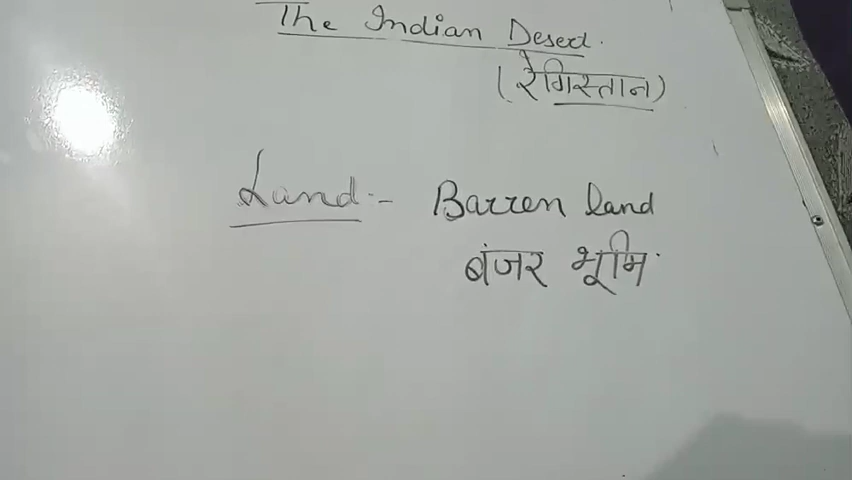 The Indian Desert.
(रेगिस्तान)
Land :- Barren land
बंजर भूमि